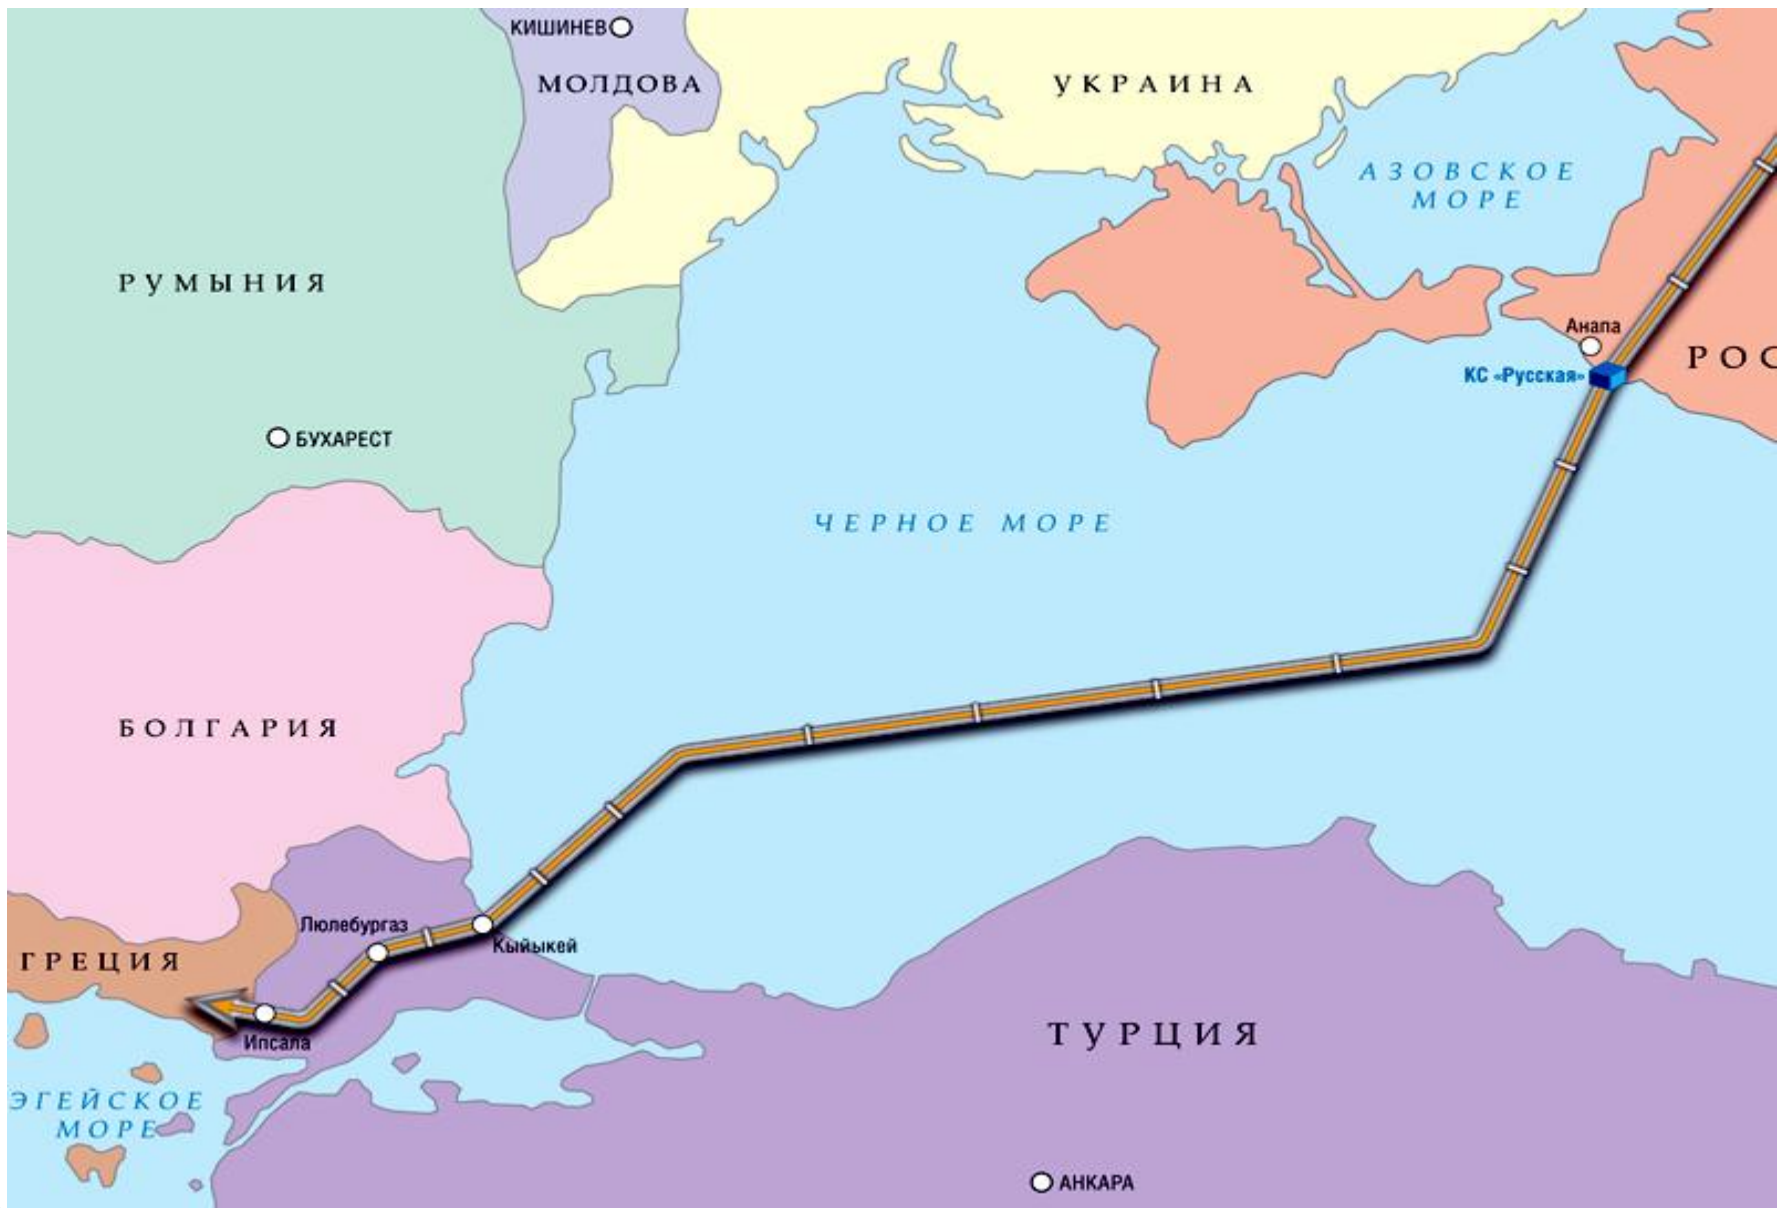 КИШИНЕВ
МОЛДОВА
УКРАИНА
АЗОВСКОЕ
МОРЕ
РУМЫНИЯ
Анапа
РОС
КС «Русская»
БУХАРЕСТ
ЧЕРНОЕ МОРЕ
БОЛГАРИЯ
Люлебургаз
Кыйыкей
ГРЕЦИЯ
Ипсала
ТУРЦИЯ
ЭГЕЙСКОЕ
МОРЕ
АНКАРА